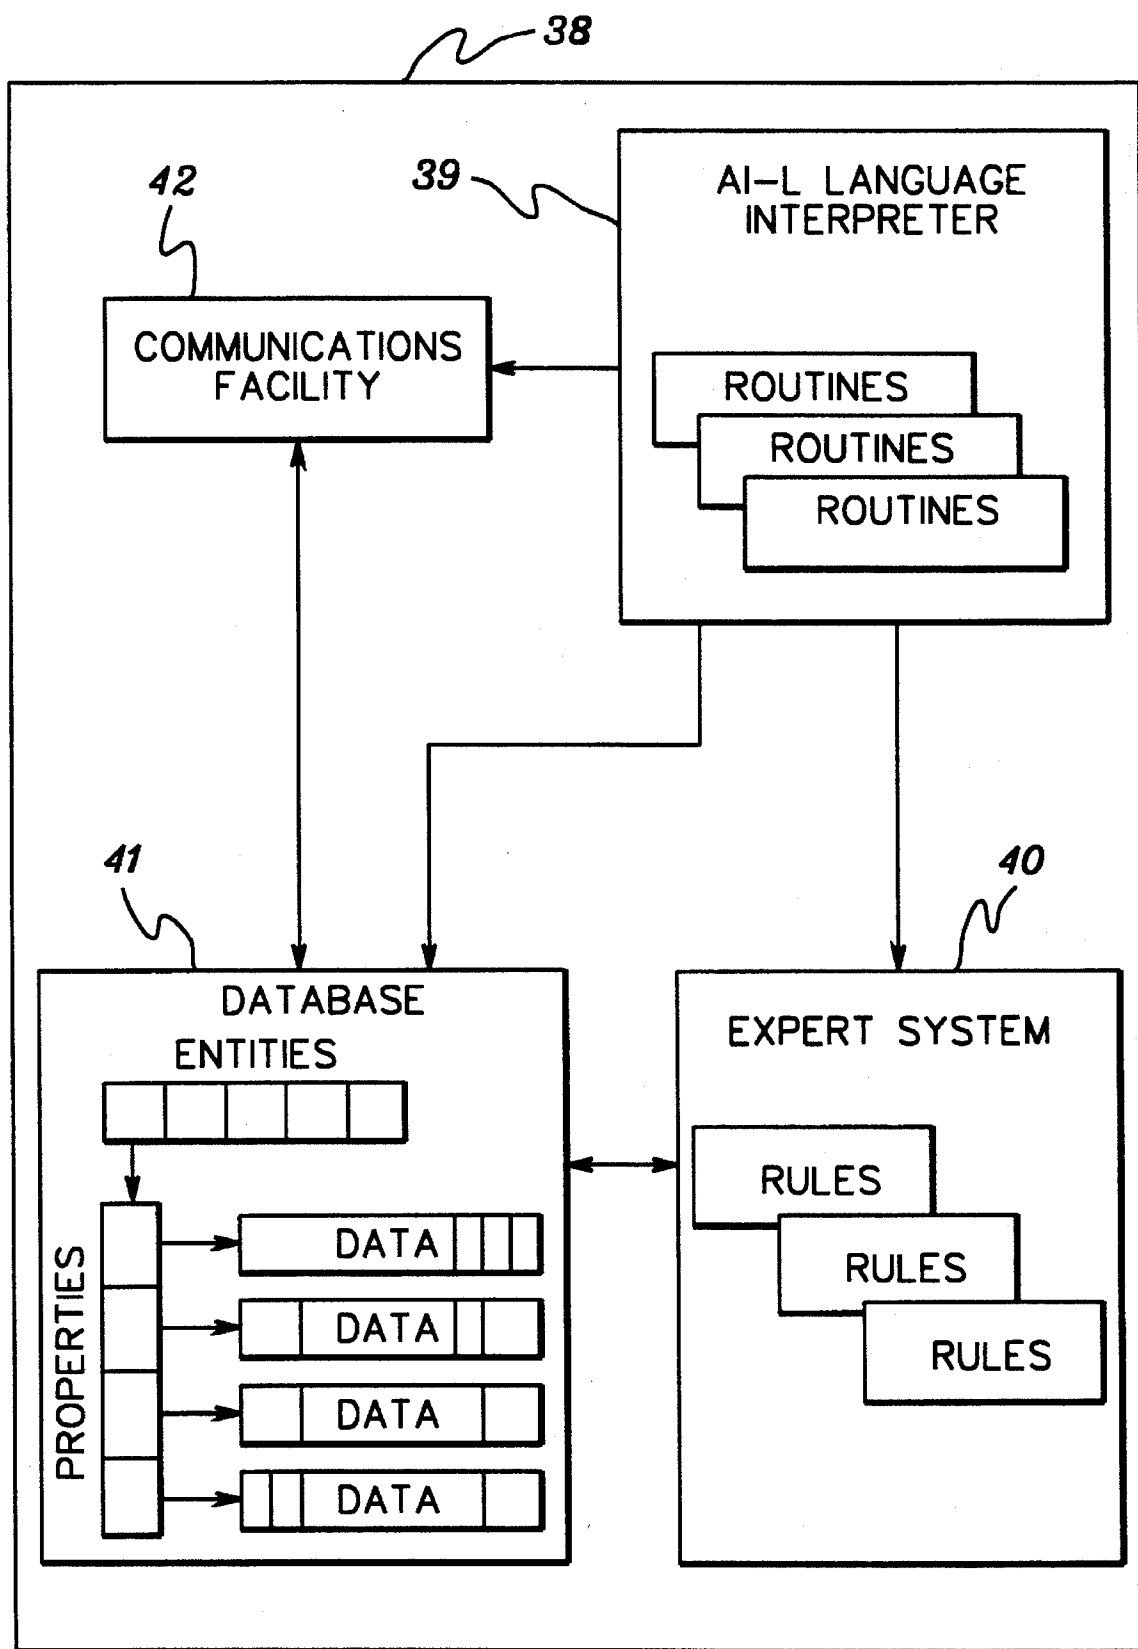 38
42
39
AI-L LANGUAGE
INTERPRETER
COMMUNICATIONS
FACILITY
ROUTINES
ROUTINES
ROUTINES
41
40
DATABASE
ENTITIES
PROPERTIES
DATA
DATA
DATA
DATA
EXPERT SYSTEM
RULES
RULES
RULES